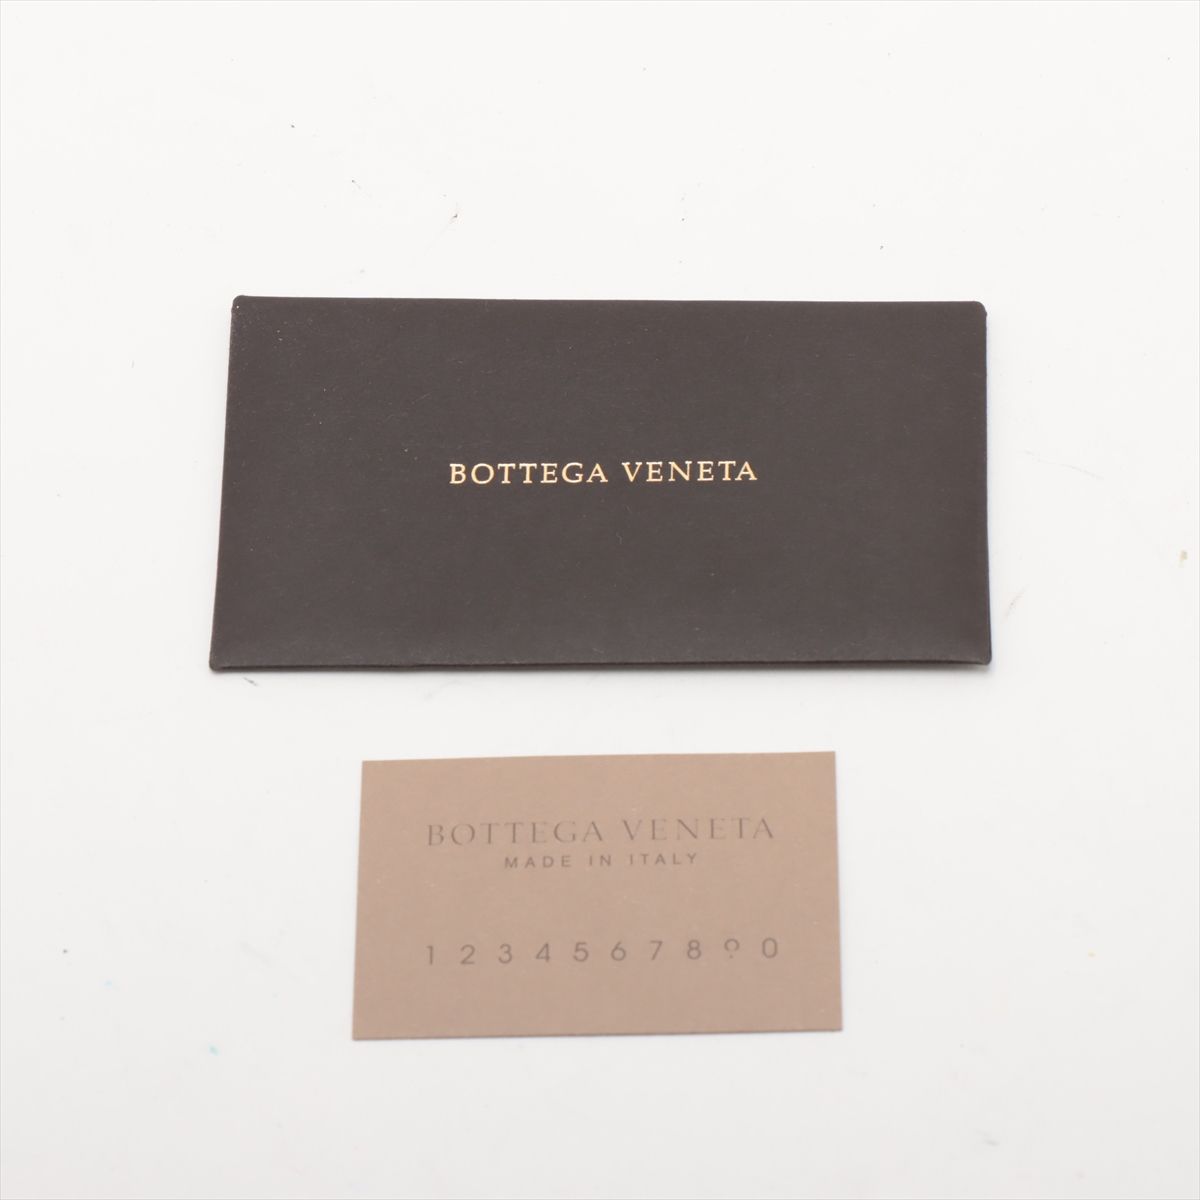 BOTTEGA VENETA
BOTTEGA VENETA
MADE IN ITALY
1 2 3 4 5 6 7 8 9 0